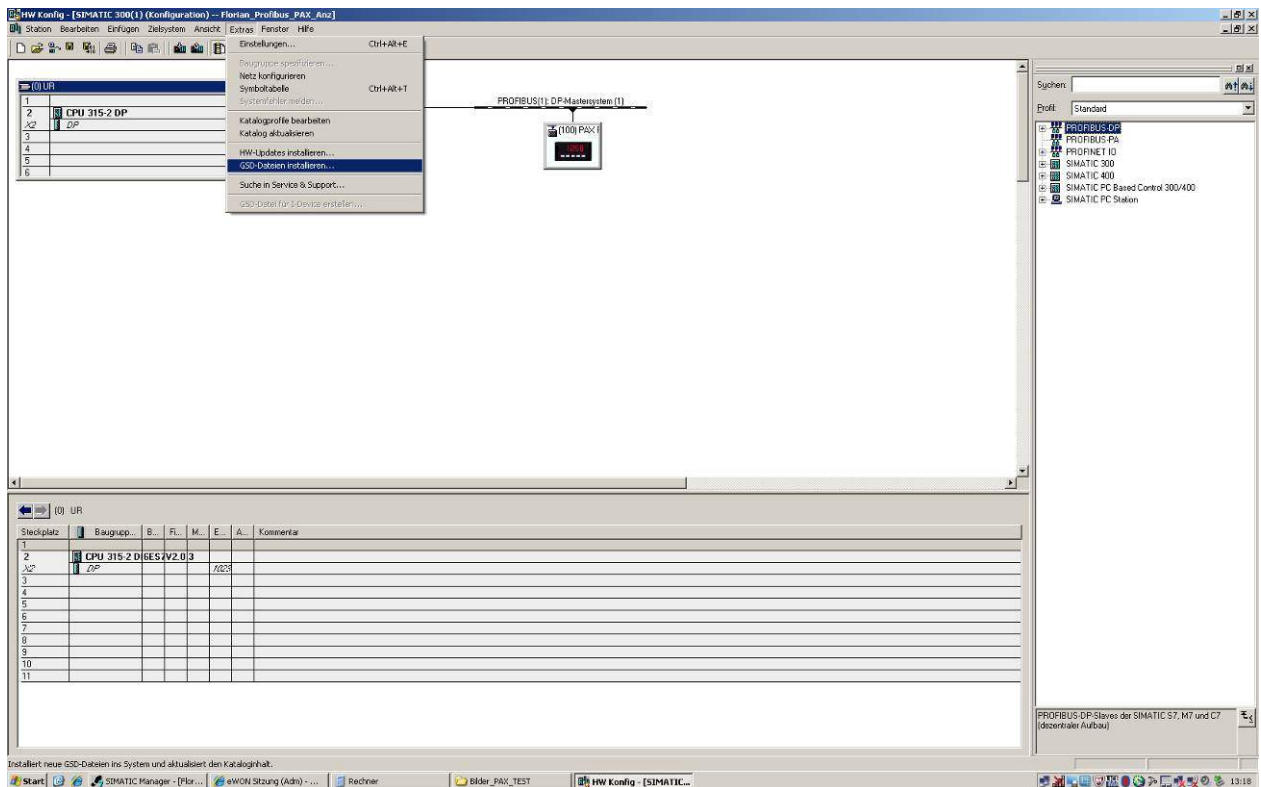 HW Konfig - [SIMATIC 300(1) (Konfiguration) -- Florian_Profibus_PAX_Anz]
Station Bearbeiten Einfügen Zielsystem Ansicht Extras Fenster Hilfe
Einstellungen... Ctrl+Alt+E
Baugruppe spezifizieren...
Netz konfigurieren
Symboltabelle Ctrl+Alt+T
Systemfehler melden...
Katalogprofile bearbeiten
Katalog aktualisieren
HW-Updates installieren...
GSD-Dateien installieren...
Suche in Service & Support...
GSD-Datei für I-Device erstellen...
(0) UR
1
2 CPU 315-2 DP
X2 DP
3
4
5
6
PROFIBUS(1): DP-Mastersystem (1)
(100) PAX
Suchen:
Profil: Standard
PROFIBUS-DP
PROFIBUS-PA
PROFINET IO
SIMATIC 300
SIMATIC 400
SIMATIC PC Based Control 300/400
SIMATIC PC Station
(0) UR
Steckplatz Baugrupp... B... Fi... M... E... A... Kommentar
1
2 CPU 315-2 D 6ES7 V2.0 3
X2 DP 1023
3
4
5
6
7
8
9
10
11
PROFIBUS-DP-Slaves der SIMATIC S7, M7 und C7
(dezentraler Aufbau)
Installiert neue GSD-Dateien ins System und aktualisiert den Kataloginhalt.
Start SIMATIC Manager - [Flor... eWON Sitzung (Adm) - ... Rechner Bilder_PAX_TEST HW Konfig - [SIMATIC... 13:18